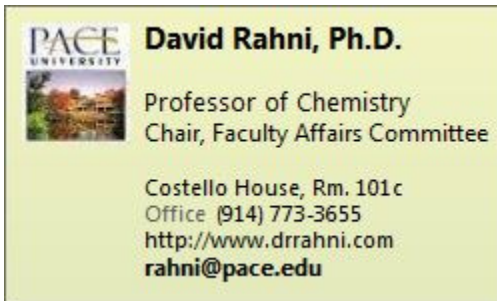 PACE
UNIVERSITY
David Rahni, Ph.D.
Professor of Chemistry
Chair, Faculty Affairs Committee
Costello House, Rm. 101c
Office (914) 773-3655
http://www.drrahni.com
rahni@pace.edu